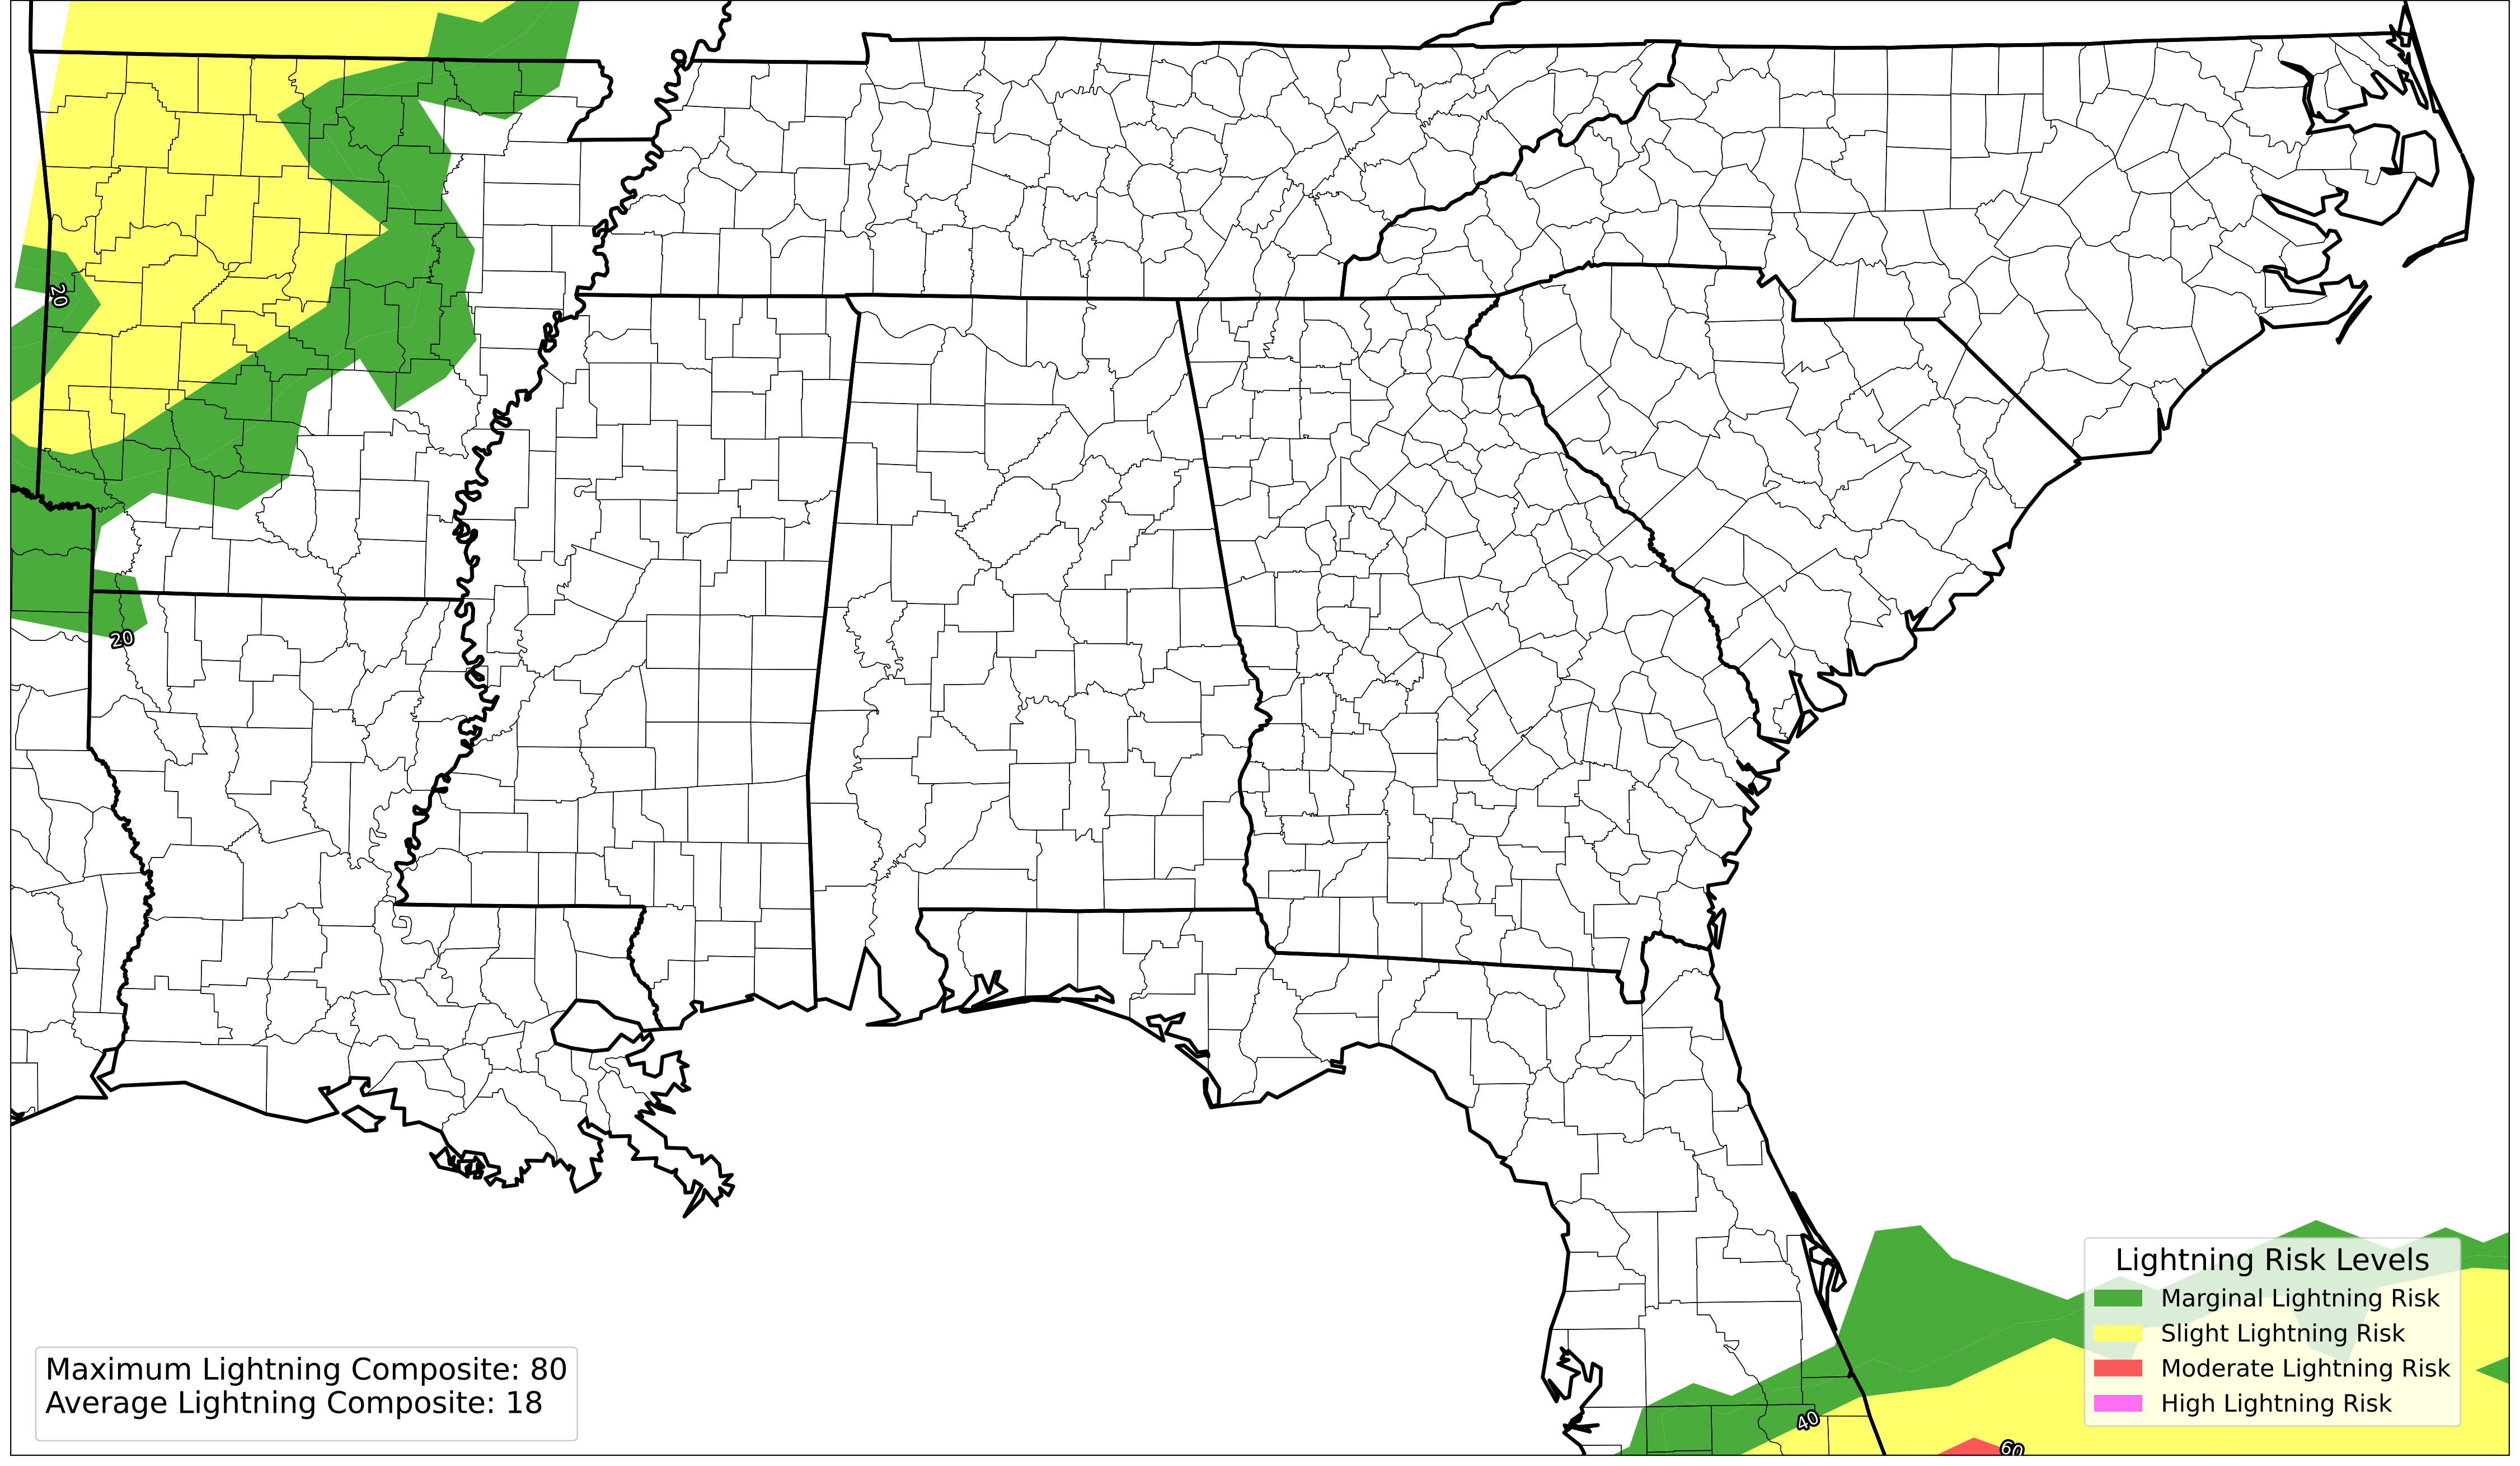 20
20
Lightning Risk Levels
Marginal Lightning Risk
Slight Lightning Risk
Moderate Lightning Risk
High Lightning Risk
Maximum Lightning Composite: 80
Average Lightning Composite: 18
40
60